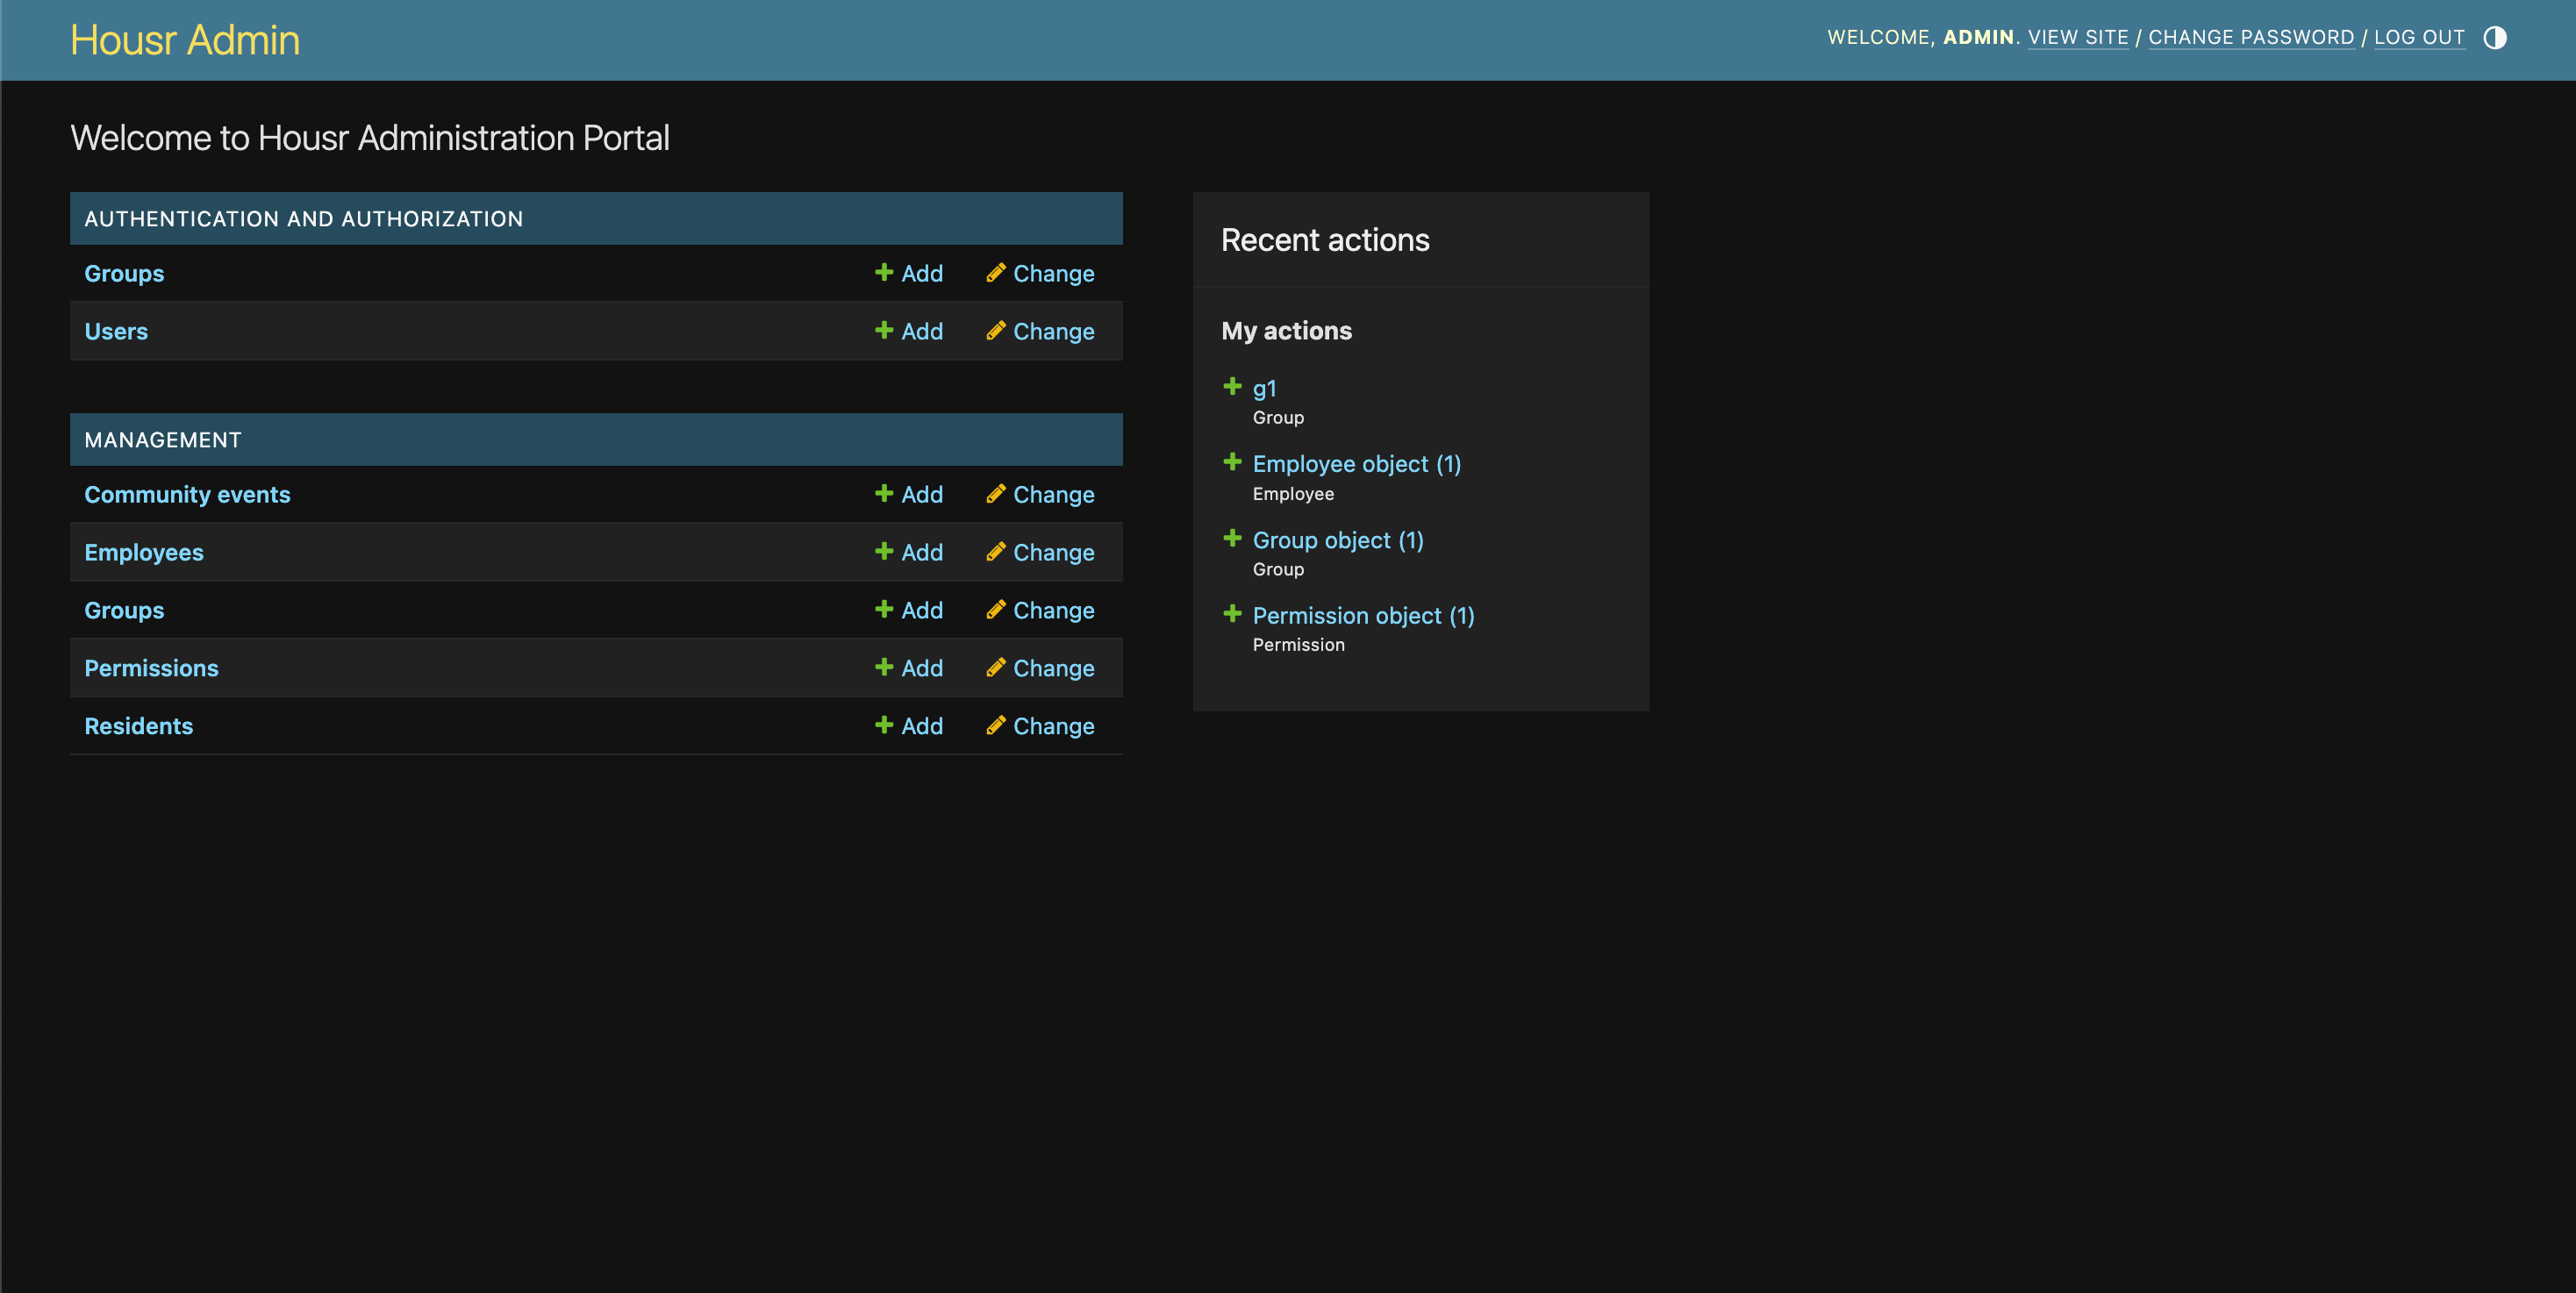 Housr Admin
WELCOME, ADMIN. VIEW SITE / CHANGE PASSWORD / LOG OUT
Welcome to Housr Administration Portal
AUTHENTICATION AND AUTHORIZATION
Groups Add Change
Users Add Change
MANAGEMENT
Community events Add Change
Employees Add Change
Groups Add Change
Permissions Add Change
Residents Add Change
Recent actions
My actions
g1
Group
Employee object (1)
Employee
Group object (1)
Group
Permission object (1)
Permission